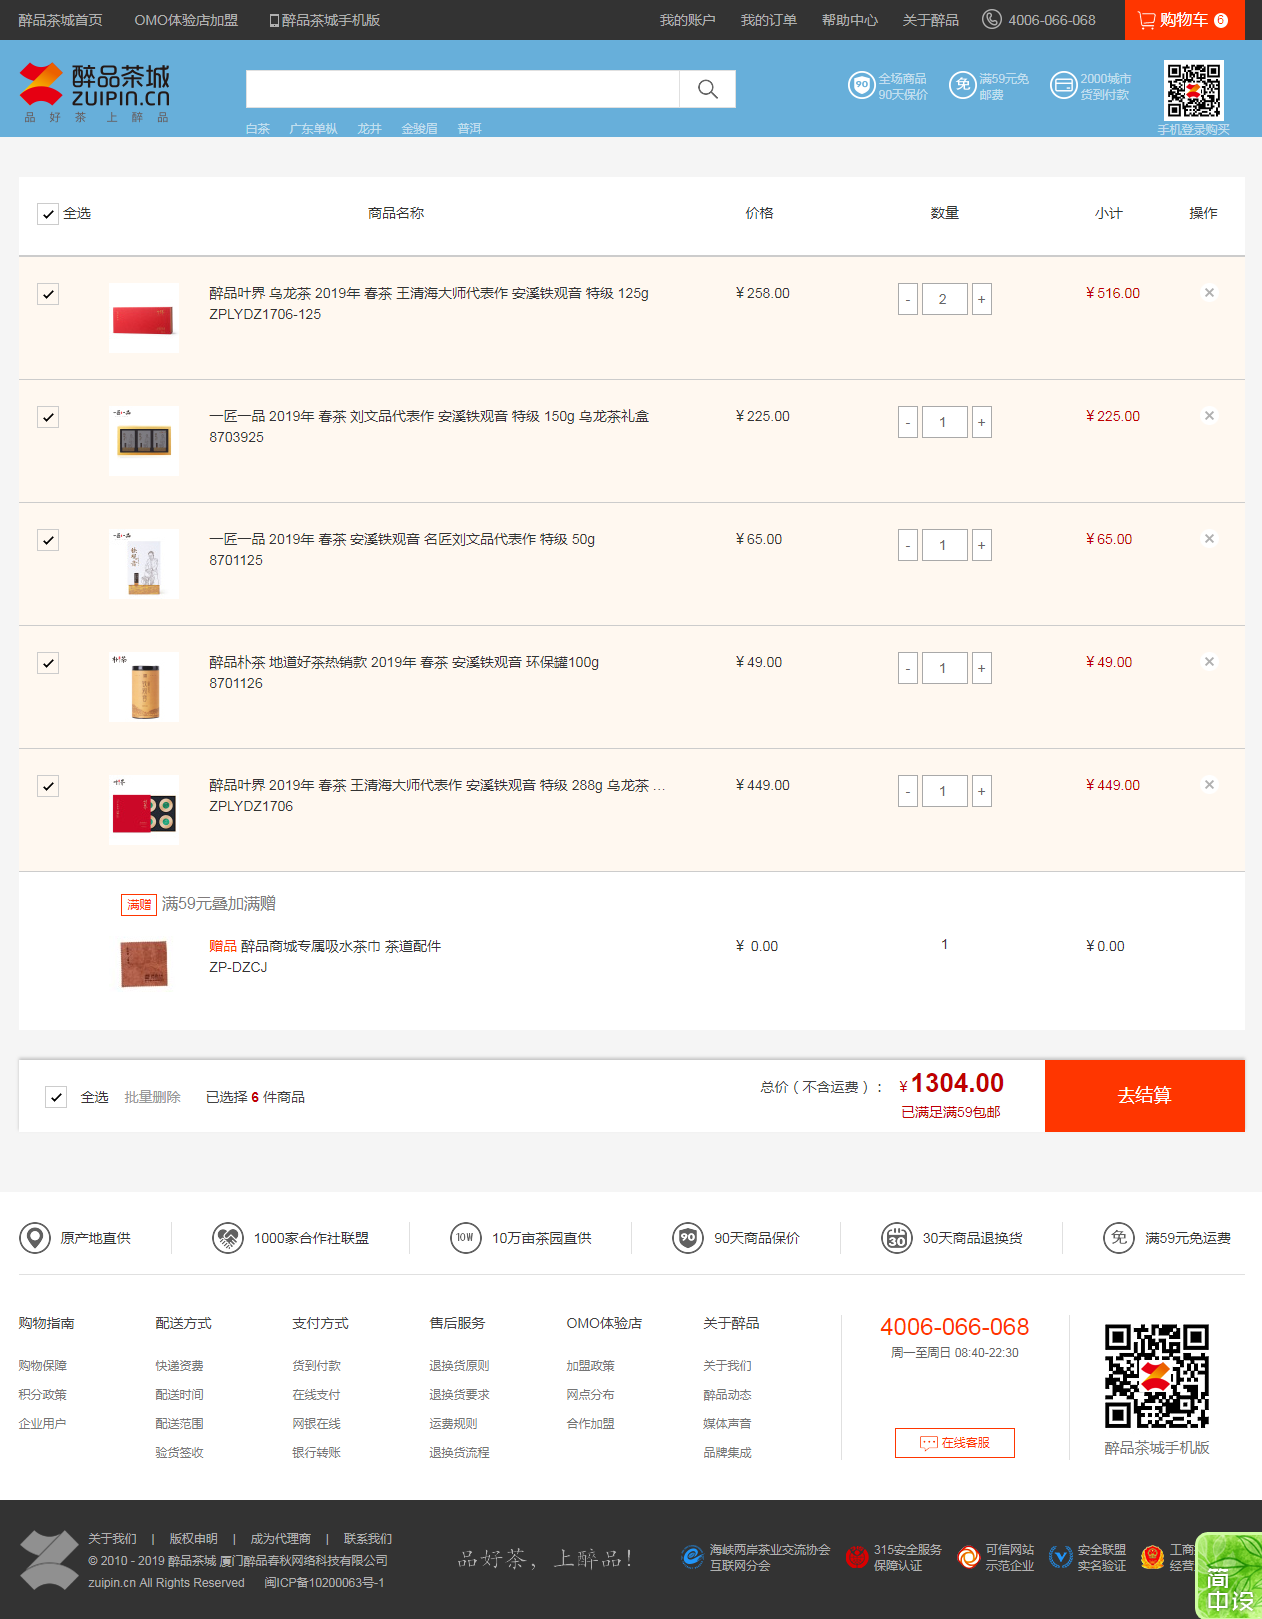 醉品茶城首页 OMO体验店加盟 醉品茶城手机版 我的账户 我的订单 帮助中心 关于醉品 4006-066-068 购物车 6
醉品茶城
ZUIPIN.CN
品 好 茶 上 醉 品
90 全场商品 免 满59元免 2000城市
90天保价 邮费 货到付款
白茶 广东单枞 龙井 金骏眉 普洱 手机登录购买
全选 商品名称 价格 数量 小计 操作
醉品叶界 乌龙茶 2019年 春茶 王清海大师代表作 安溪铁观音 特级 125g ¥ 258.00 - 2 + ¥ 516.00 ×
ZPLYDZ1706-125
一匠一品 2019年 春茶 刘文品代表作 安溪铁观音 特级 150g 乌龙茶礼盒 ¥ 225.00 - 1 + ¥ 225.00 ×
8703925
一匠一品 2019年 春茶 安溪铁观音 名匠刘文品代表作 特级 50g ¥ 65.00 - 1 + ¥ 65.00 ×
8701125
醉品朴茶 地道好茶热销款 2019年 春茶 安溪铁观音 环保罐100g ¥ 49.00 - 1 + ¥ 49.00 ×
8701126
醉品叶界 2019年 春茶 王清海大师代表作 安溪铁观音 特级 288g 乌龙茶 … ¥ 449.00 - 1 + ¥ 449.00 ×
ZPLYDZ1706
满赠 满59元叠加满赠
赠品 醉品商城专属吸水茶巾 茶道配件 ¥ 0.00 1 ¥ 0.00
ZP-DZCJ
全选 批量删除 已选择 6 件商品 总价(不含运费): ¥ 1304.00 去结算
已满足满59包邮
原产地直供 1000家合作社联盟 10W 10万亩茶园直供 90 90天商品保价 30 30天商品退换货 免 满59元免运费
购物指南 配送方式 支付方式 售后服务 OMO体验店 关于醉品 4006-066-068
周一至周日 08:40-22:30
购物保障 快递资费 货到付款 退换货原则 加盟政策 关于我们
积分政策 配送时间 在线支付 退换货要求 网点分布 醉品动态
企业用户 配送范围 网银在线 运费规则 合作加盟 媒体声音
在线客服
验货签收 银行转账 退换货流程 品牌集成 醉品茶城手机版
关于我们 | 版权申明 | 成为代理商 | 联系我们
© 2010 - 2019 醉品茶城 厦门醉品春秋网络科技有限公司
zuipin.cn All Rights Reserved 闽ICP备10200063号-1
品好茶，上醉品!
海峡两岸茶业交流协会 315安全服务 可信网站 安全联盟 工商
互联网分会 保障认证 示范企业 实名验证 经营
简
中 设